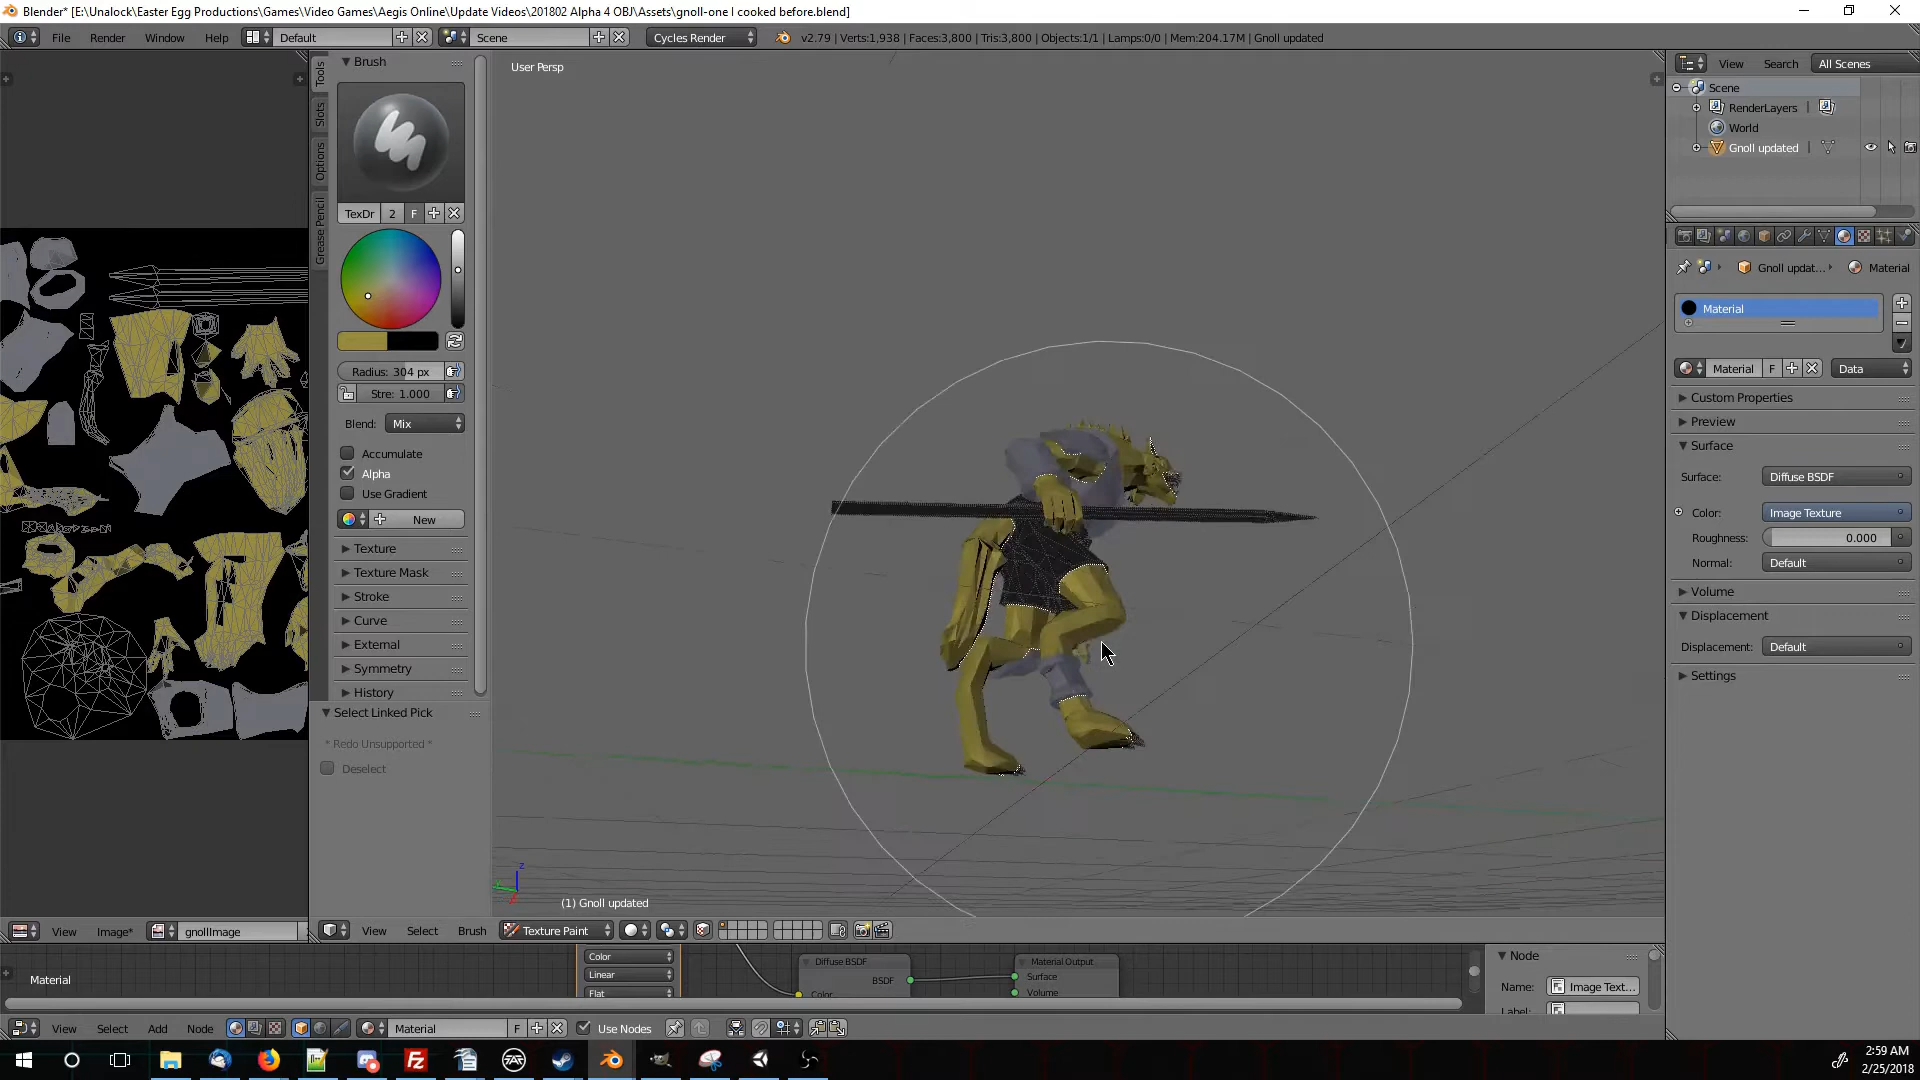 Blender* [E:\Unalock\Easter Egg Productions\Games\Video Games\Aegis Online\Update Videos\201802 Alpha 4 OBJ\Assets\gnoll-one I cooked before.blend]
File Render Window Help Default Scene Cycles Render v2.79 | Verts:1,938 | Faces:3,800 | Tris:3,800 | Objects:1/1 | Lamps:0/0 | Mem:204.17M | Gnoll updated
Tools
Slots
Options
Grease Pencil
Brush
TexDr 2 F
Radius: 304 px
Stre: 1.000
Blend: Mix
Accumulate
Alpha
Use Gradient
New
Texture
Texture Mask
Stroke
Curve
External
Symmetry
History
Select Linked Pick
* Redo Unsupported *
Deselect
User Persp
(1) Gnoll updated
View Search All Scenes
Scene
RenderLayers
World
Gnoll updated
Gnoll updat... Material
Material
Material F Data
Custom Properties
Preview
Surface
Surface: Diffuse BSDF
Color: Image Texture
Roughness: 0.000
Normal: Default
Volume
Displacement
Displacement: Default
Settings
View Image* gnollImage
View Select Brush Texture Paint
Material
Color
Linear
Flat
Diffuse BSDF
BSDF
Color
Material Output
Surface
Volume
Node
Name: Image Text...
Label:
View Select Add Node Material F Use Nodes
2:59 AM
2/25/2018